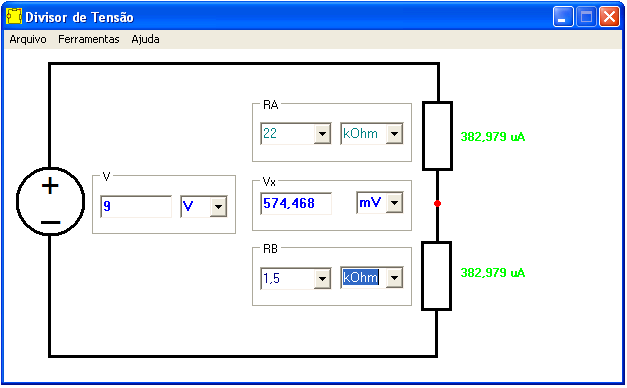 Divisor de Tensão
Arquivo Ferramentas Ajuda
RA
22 kOhm
382,979 uA
V
9 V
Vx
574,468 mV
RB
1,5 kOhm
382,979 uA
+
−